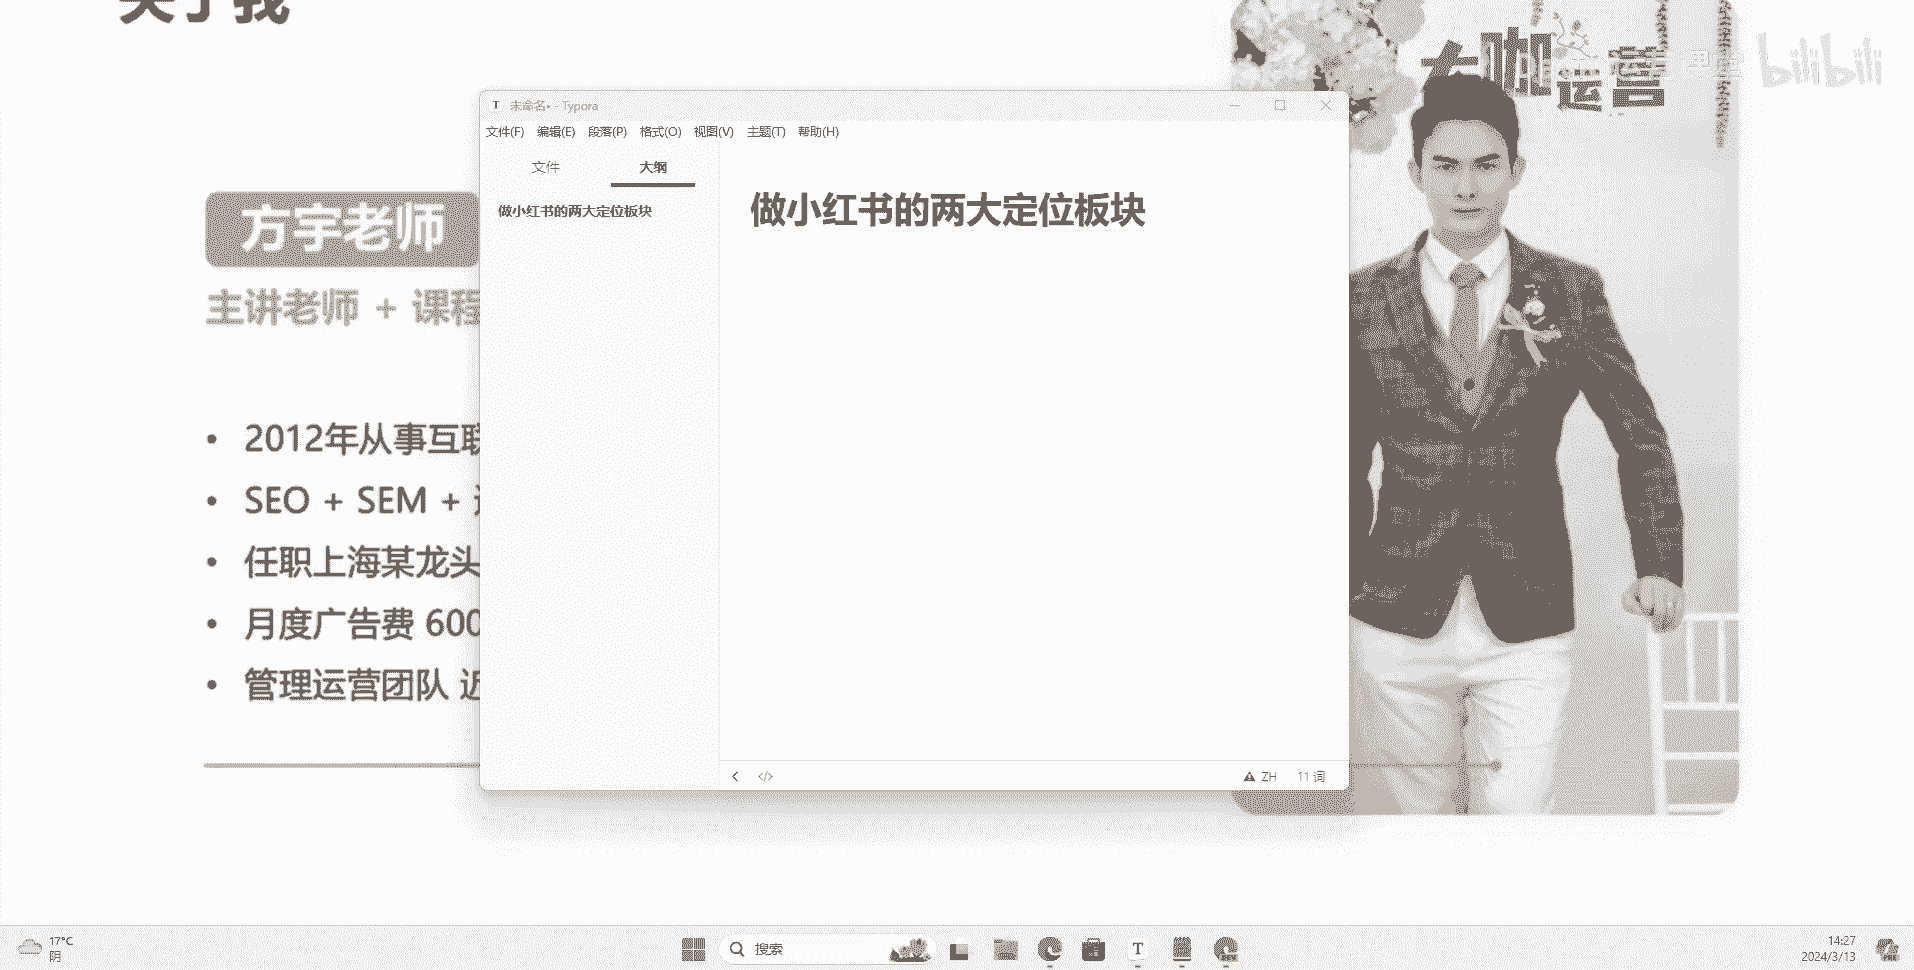 关于我
大咖运营
bilibili
未命名• - Typora
文件(F) 编辑(E) 段落(P) 格式(O) 视图(V) 主题(T) 帮助(H)
文件 大纲
做小红书的两大定位板块
做小红书的两大定位板块
方宇老师
主讲老师 + 课程
2012年从事互联
SEO + SEM +
任职上海某龙头
月度广告费 600
管理运营团队 近
ZH 11 词
17°C
阴
搜索
14:27
2024/3/13